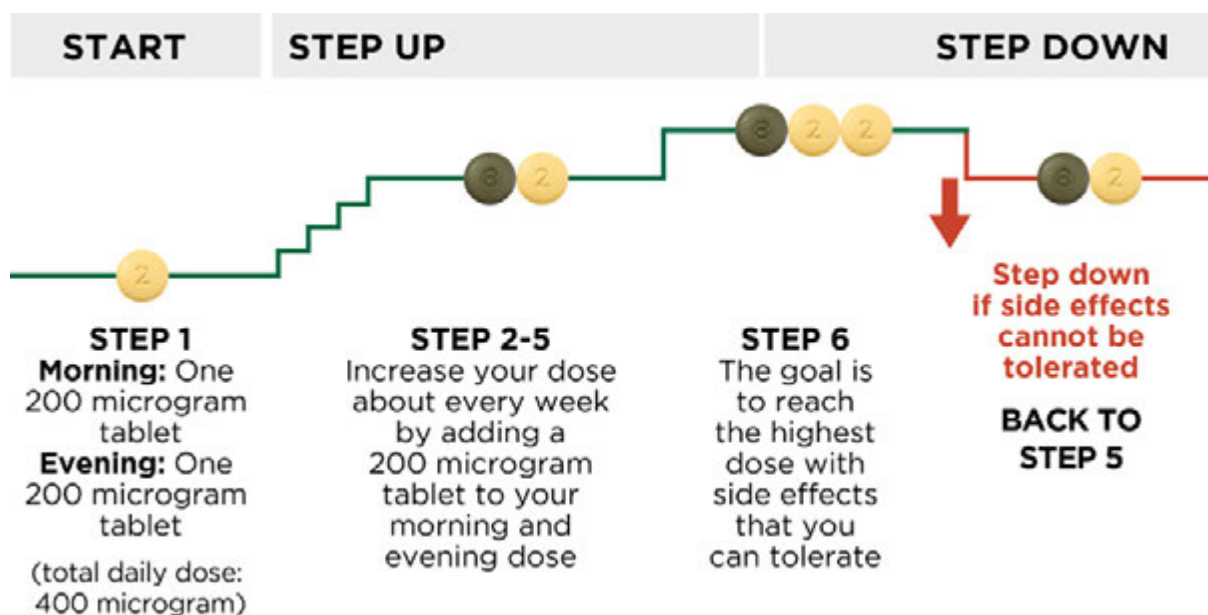 START
STEP UP
STEP DOWN
2
8 2
8 2 2
8 2
STEP 1
Morning: One
200 microgram
tablet
Evening: One
200 microgram
tablet
(total daily dose:
400 microgram)
STEP 2-5
Increase your dose
about every week
by adding a
200 microgram
tablet to your
morning and
evening dose
STEP 6
The goal is
to reach
the highest
dose with
side effects
that you
can tolerate
Step down
if side effects
cannot be
tolerated
BACK TO
STEP 5